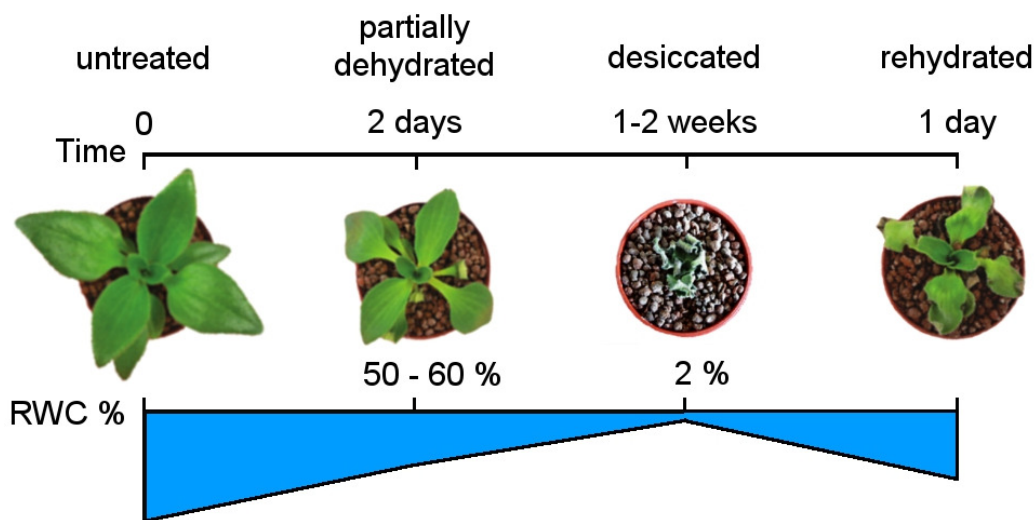 untreated
partially
dehydrated
desiccated
rehydrated
0
2 days
1-2 weeks
1 day
Time
50 - 60 %
2 %
RWC %